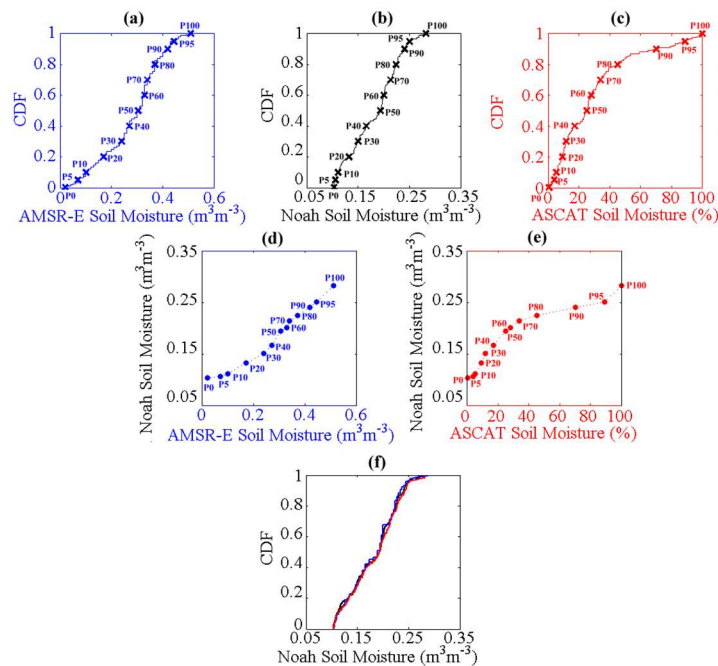 (a)
CDF
1
0.8
0.6
0.4
0.2
0
P100
P95
P90
P80
P70
P60
P50
P40
P30
P20
P10
P5
P0
0
0.2
0.4
0.6
AMSR-E Soil Moisture (m³m⁻³)
(b)
CDF
1
0.8
0.6
0.4
0.2
0
P100
P95
P90
P80
P70
P60
P50
P40
P30
P20
P10
P5
P0
0.05
0.15
0.25
0.35
Noah Soil Moisture (m³m⁻³)
(c)
CDF
1
0.8
0.6
0.4
0.2
0
P100
P95
P90
P80
P70
P60
P50
P40
P30
P20
P10
P5
P0
0
20
40
60
80
100
ASCAT Soil Moisture (%)
(d)
Noah Soil Moisture (m³m⁻³)
0.35
0.25
0.15
0.05
P100
P95
P90
P80
P70
P60
P50
P40
P30
P20
P10
P5
P0
0
0.2
0.4
0.6
AMSR-E Soil Moisture (m³m⁻³)
(e)
Noah Soil Moisture (m³m⁻³)
0.35
0.25
0.15
0.05
P100
P95
P90
P80
P70
P60
P50
P40
P30
P20
P10
P5
P0
0
20
40
60
80
100
ASCAT Soil Moisture (%)
(f)
CDF
1
0.8
0.6
0.4
0.2
0
0.05
0.15
0.25
0.35
Noah Soil Moisture (m³m⁻³)